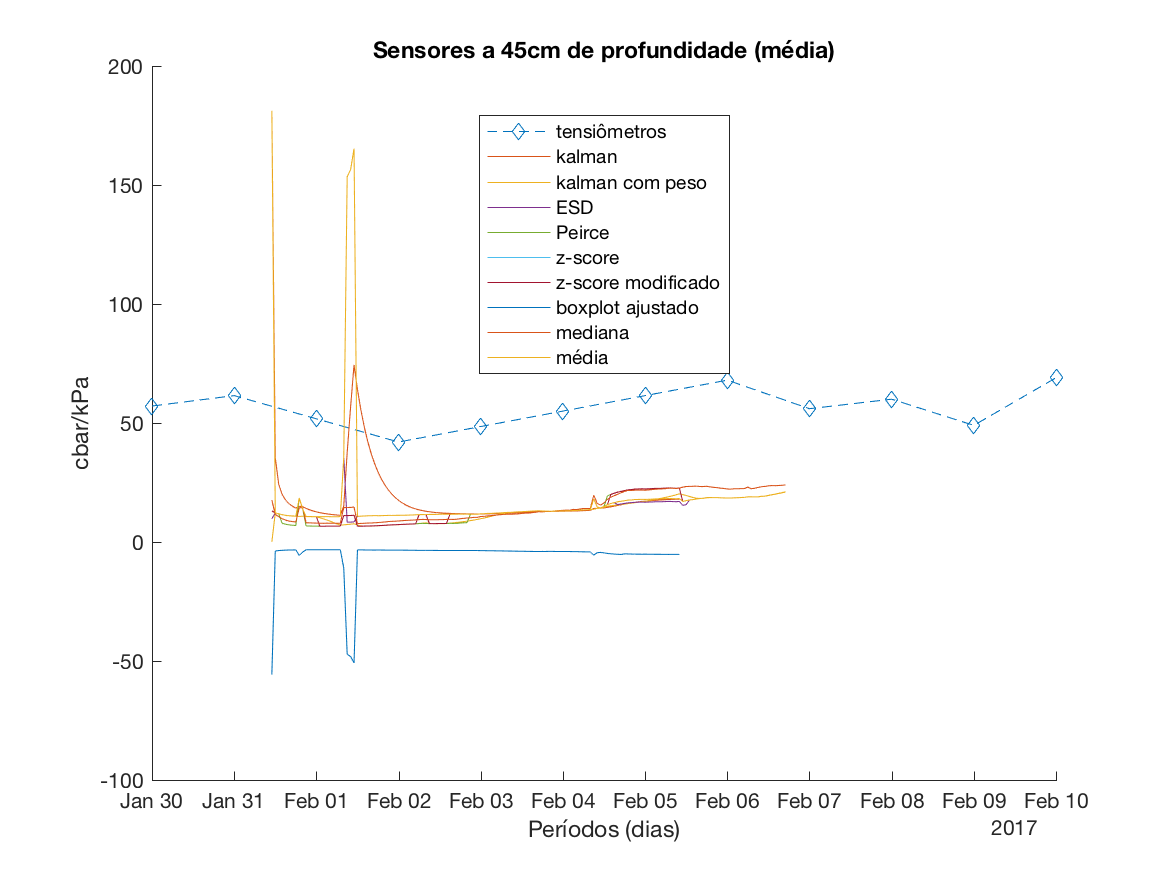 Sensores a 45cm de profundidade (média)
200
150
100
50
0
-50
-100
cbar/kPa
tensiômetros
kalman
kalman com peso
ESD
Peirce
z-score
z-score modificado
boxplot ajustado
mediana
média
Jan 30 Jan 31 Feb 01 Feb 02 Feb 03 Feb 04 Feb 05 Feb 06 Feb 07 Feb 08 Feb 09 Feb 10
Períodos (dias)
2017